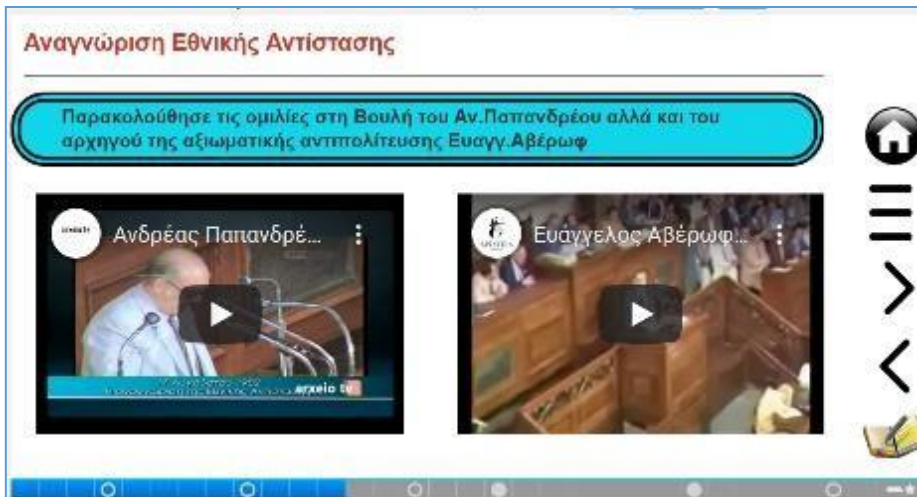 Αναγνώριση Εθνικής Αντίστασης
Παρακολούθησε τις ομιλίες στη Βουλή του Αν.Παπανδρέου αλλά και του
αρχηγού της αξιωματικής αντιπολίτευσης Ευαγγ.Αβέρωφ
Ανδρέας Παπανδρέ...
Ευάγγελος Αβέρωφ...
arxeio tv